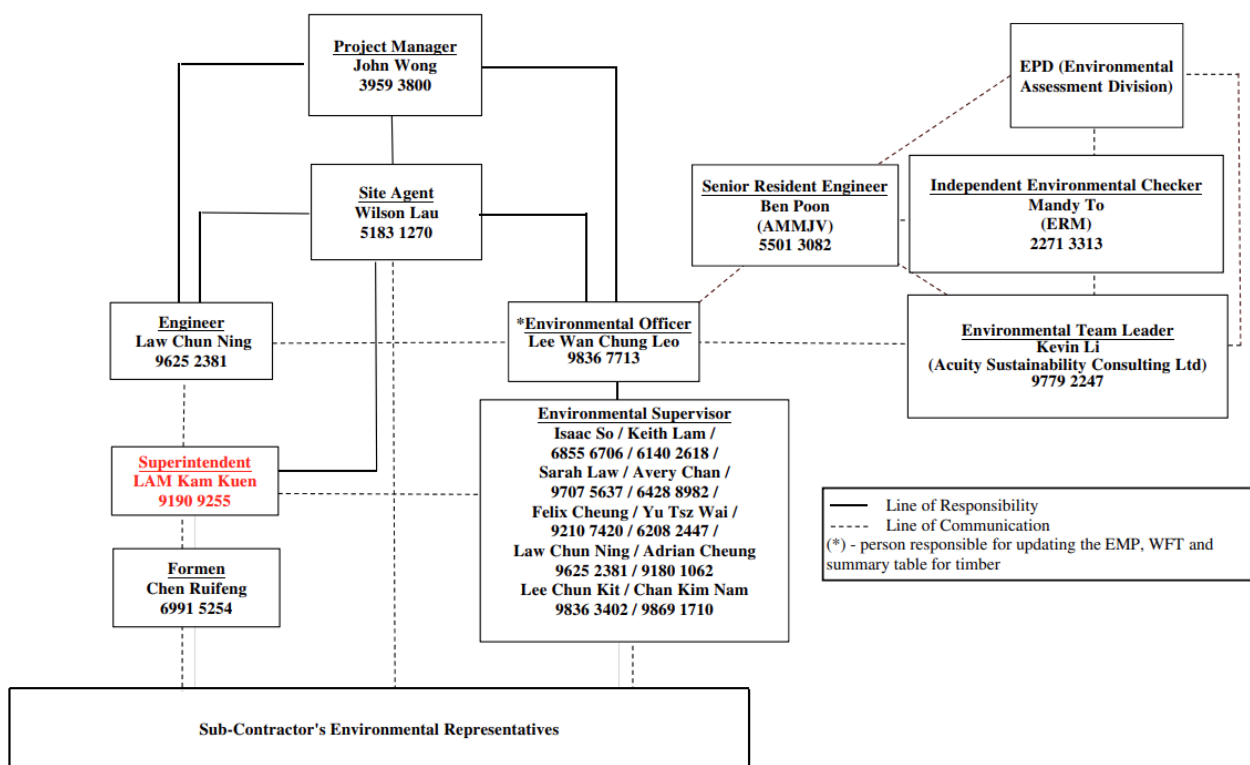 Project Manager
John Wong
3959 3800
EPD (Environmental
Assessment Division)
Site Agent
Wilson Lau
5183 1270
Senior Resident Engineer
Ben Poon
(AMMJV)
5501 3082
Independent Environmental Checker
Mandy To
(ERM)
2271 3313
Engineer
Law Chun Ning
9625 2381
*Environmental Officer
Lee Wan Chung Leo
9836 7713
Environmental Team Leader
Kevin Li
(Acuity Sustainability Consulting Ltd)
9779 2247
Superintendent
LAM Kam Kuen
9190 9255
Environmental Supervisor
Isaac So / Keith Lam /
6855 6706 / 6140 2618 /
Sarah Law / Avery Chan /
9707 5637 / 6428 8982 /
Felix Cheung / Yu Tsz Wai /
9210 7420 / 6208 2447 /
Law Chun Ning / Adrian Cheung
9625 2381 / 9180 1062
Lee Chun Kit / Chan Kim Nam
9836 3402 / 9869 1710
Line of Responsibility
Line of Communication
(*) - person responsible for updating the EMP, WFT and
summary table for timber
Formen
Chen Ruifeng
6991 5254
Sub-Contractor's Environmental Representatives